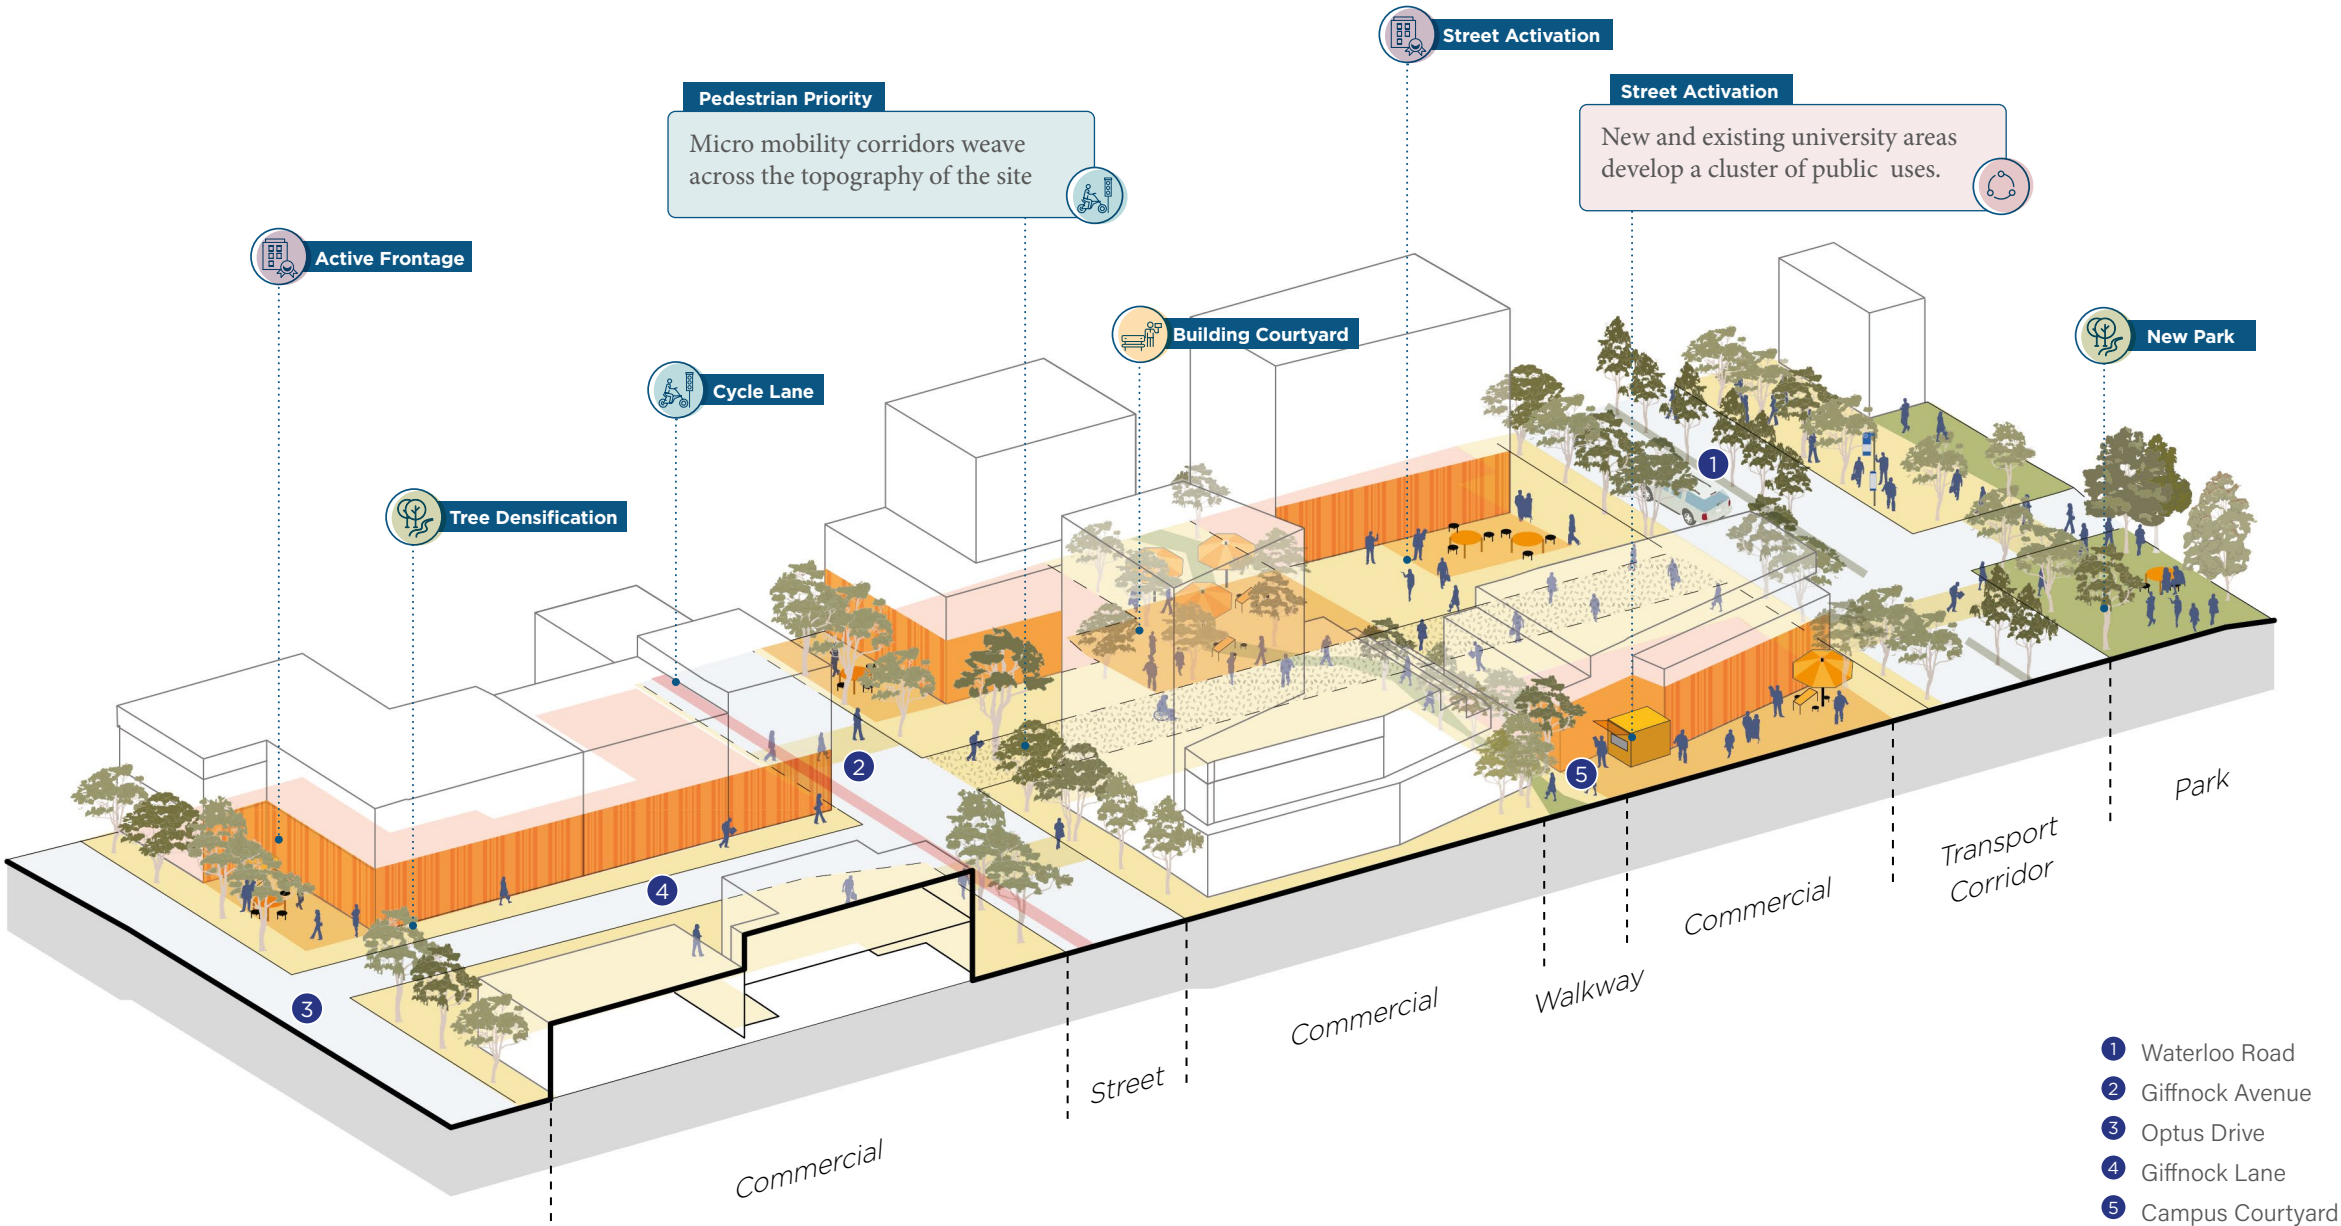 Street Activation
Pedestrian Priority
Micro mobility corridors weave
across the topography of the site
Street Activation
New and existing university areas
develop a cluster of public uses.
Active Frontage
Building Courtyard
New Park
Cycle Lane
Tree Densification
1
2
5
4
3
Park
Transport
Corridor
Commercial
Walkway
Commercial
Street
Commercial
1 Waterloo Road
2 Giffnock Avenue
3 Optus Drive
4 Giffnock Lane
5 Campus Courtyard